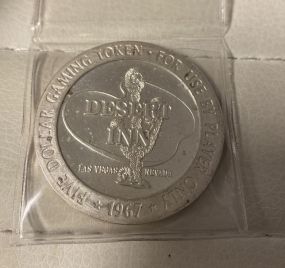 FIVE DOLLAR GAMING TOKEN · FOR USE BY PLAYER ONLY
DESERT
INN
LAS VEGAS NEVADA
1967